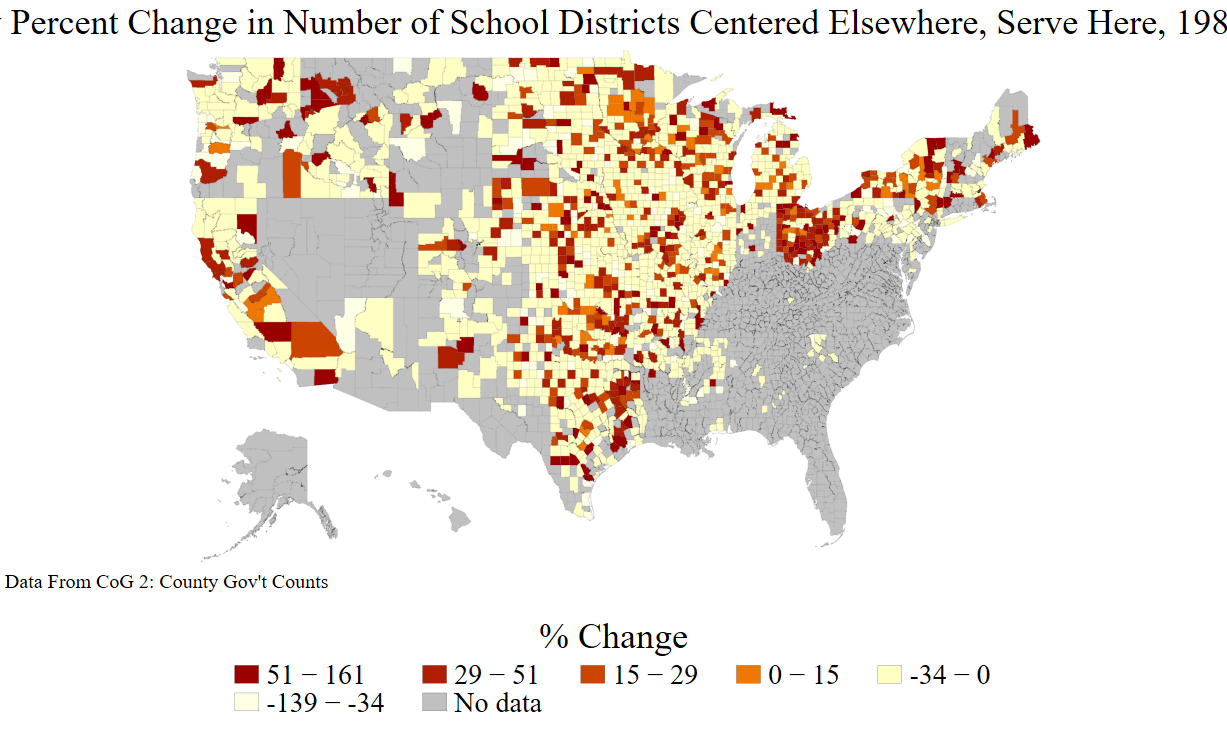 Percent Change in Number of School Districts Centered Elsewhere, Serve Here, 198
Data From CoG 2: County Gov't Counts
% Change
51 − 161
29 − 51
15 − 29
0 − 15
-34 − 0
-139 − -34
No data